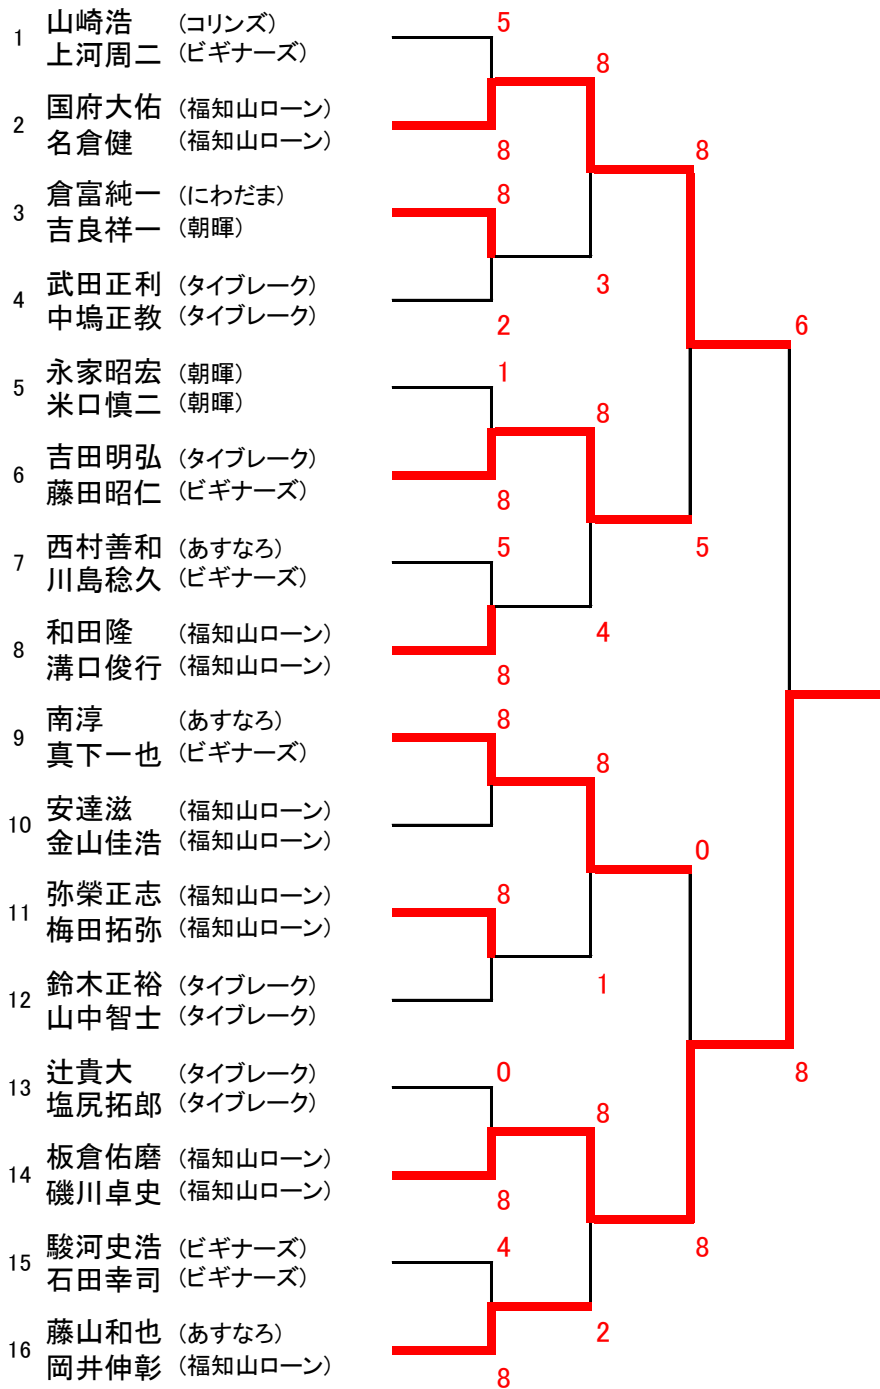 1 山崎浩 (コリンズ) 5
上河周二 (ビギナーズ) 8
2 国府大佑 (福知山ローン)
名倉健 (福知山ローン) 8 8
3 倉富純一 (にわだま) 8
吉良祥一 (朝暉)
4 武田正利 (タイブレーク) 3
中塢正教 (タイブレーク) 2 6
5 永家昭宏 (朝暉) 1
米口慎二 (朝暉) 8
6 吉田明弘 (タイブレーク)
藤田昭仁 (ビギナーズ) 8
7 西村善和 (あすなろ) 5 5
川島稔久 (ビギナーズ)
8 和田隆 (福知山ローン) 4
溝口俊行 (福知山ローン) 8
9 南淳 (あすなろ) 8
真下一也 (ビギナーズ) 8
10 安達滋 (福知山ローン)
金山佳浩 (福知山ローン) 0
11 弥榮正志 (福知山ローン) 8
梅田拓弥 (福知山ローン)
12 鈴木正裕 (タイブレーク) 1
山中智士 (タイブレーク)
13 辻貴大 (タイブレーク) 0 8
塩尻拓郎 (タイブレーク) 8
14 板倉佑磨 (福知山ローン)
磯川卓史 (福知山ローン) 8
15 駿河史浩 (ビギナーズ) 4 8
石田幸司 (ビギナーズ)
16 藤山和也 (あすなろ) 2
岡井伸彰 (福知山ローン) 8